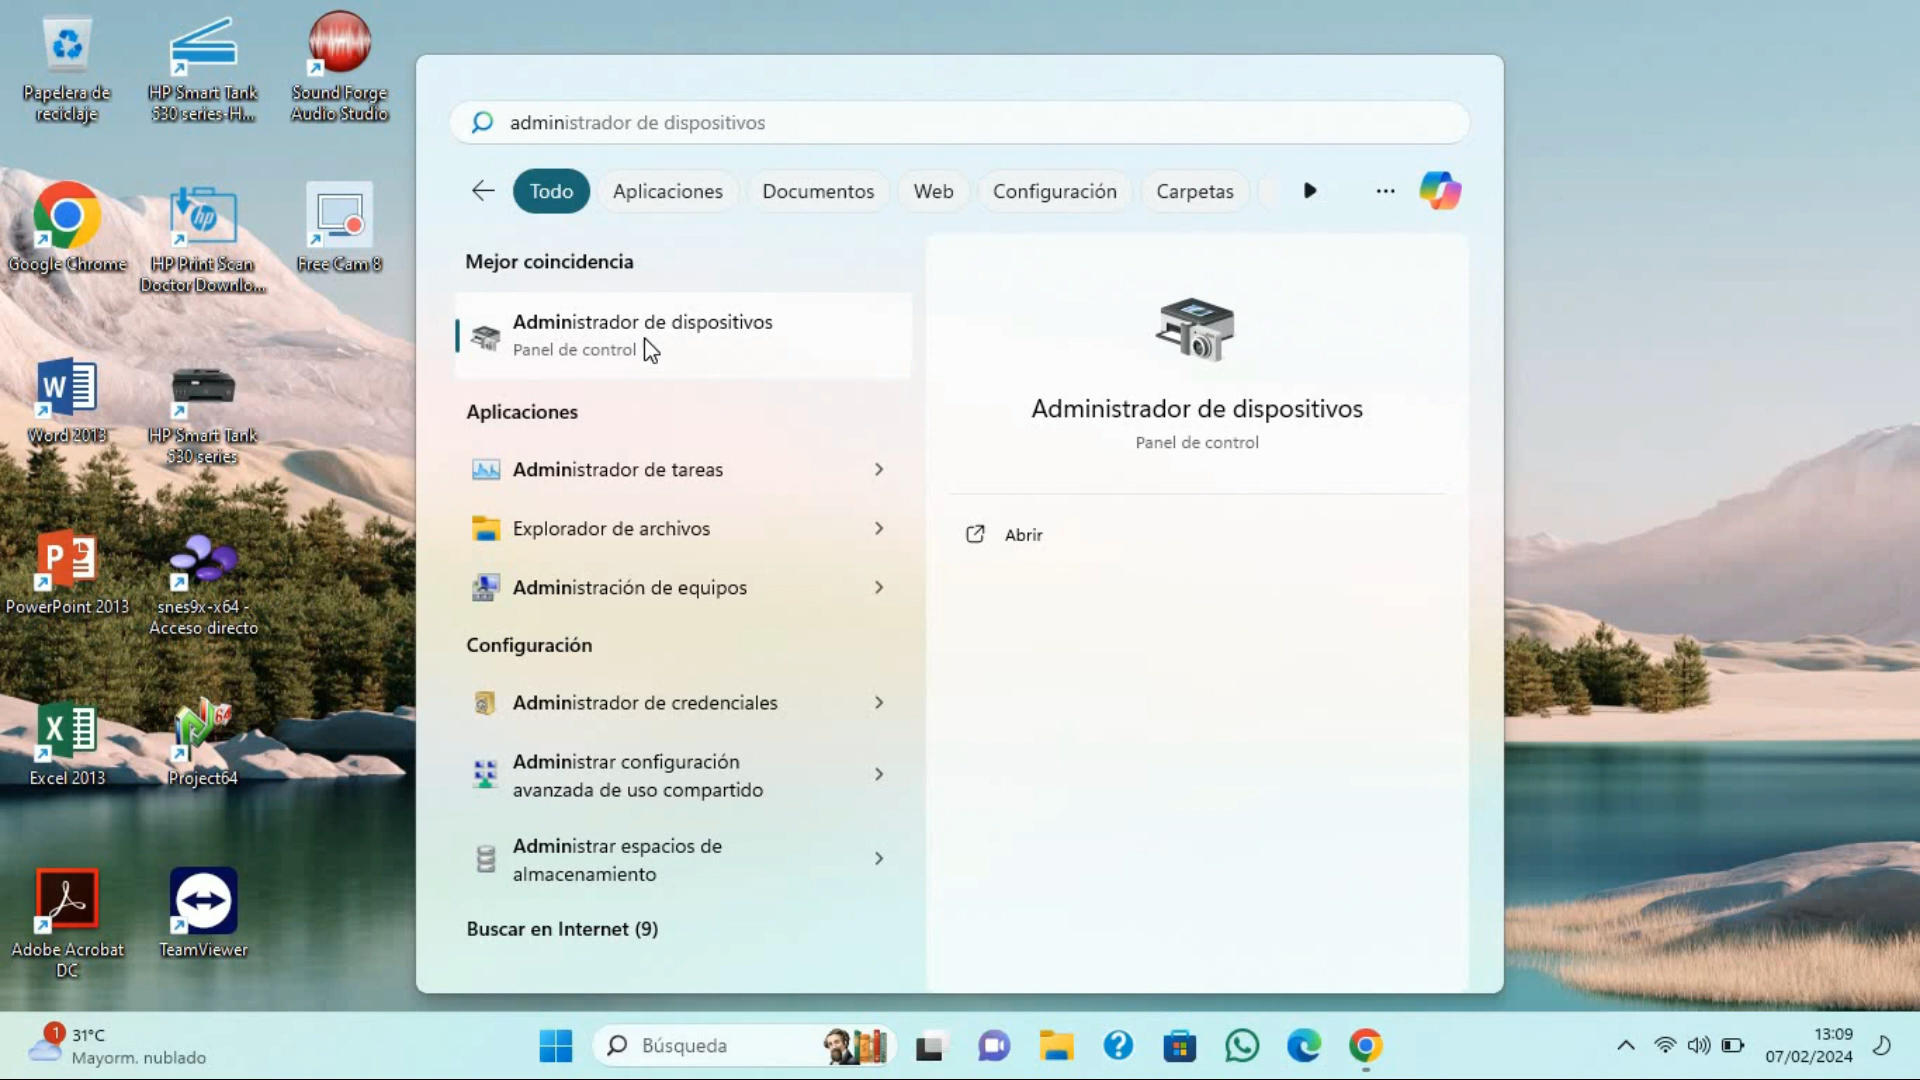 Papelera de
reciclaje
HP Smart Tank
530 series-H...
Sound Forge
Audio Studio
Google Chrome
HP Print Scan
Doctor Downlo...
Free Cam 8
Word 2013
HP Smart Tank
530 series
PowerPoint 2013
snes9x-x64 -
Acceso directo
Excel 2013
Project64
Adobe Acrobat
DC
TeamViewer
administrador de dispositivos
Todo
Aplicaciones
Documentos
Web
Configuración
Carpetas
Mejor coincidencia
Administrador de dispositivos
Panel de control
Aplicaciones
Administrador de tareas
Explorador de archivos
Administración de equipos
Configuración
Administrador de credenciales
Administrar configuración
avanzada de uso compartido
Administrar espacios de
almacenamiento
Buscar en Internet (9)
Administrador de dispositivos
Panel de control
Abrir
1
31°C
Mayorm. nublado
Búsqueda
13:09
07/02/2024